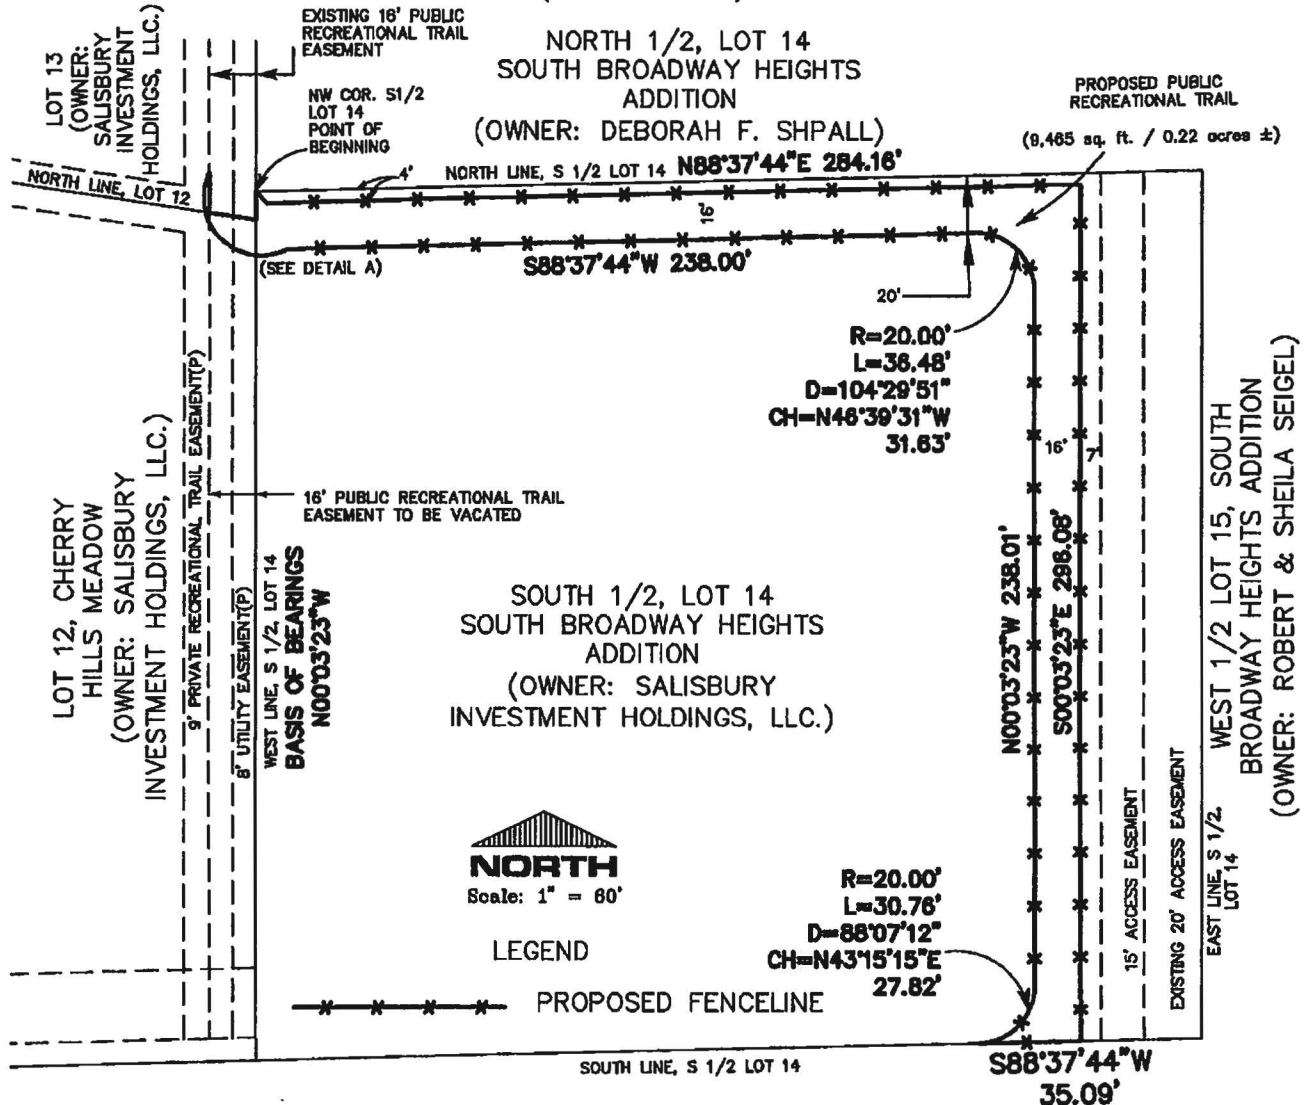 EXISTING 16' PUBLIC
RECREATIONAL TRAIL
EASEMENT
LOT 13
(OWNER:
SALISBURY
INVESTMENT
HOLDINGS, LLC.)
NORTH 1/2, LOT 14
SOUTH BROADWAY HEIGHTS
ADDITION
(OWNER: DEBORAH F. SHPALL)
PROPOSED PUBLIC
RECREATIONAL TRAIL
(9,465 sq. ft. / 0.22 acres ±)
NW COR. S1/2
LOT 14
POINT OF
BEGINNING
NORTH LINE, LOT 12
4'
NORTH LINE, S 1/2 LOT 14
N88°37'44"E 284.16'
16'
(SEE DETAIL A)
S88°37'44"W 238.00'
20'
R=20.00'
L=36.48'
D=104°29'51"
CH=N46°39'31"W
31.63'
16'
7'
16' PUBLIC RECREATIONAL TRAIL
EASEMENT TO BE VACATED
LOT 12, CHERRY
HILLS MEADOW
(OWNER: SALISBURY
INVESTMENT HOLDINGS, LLC.)
9' PRIVATE RECREATIONAL TRAIL EASEMENT(P)
8' UTILITY EASEMENT(P)
WEST LINE, S 1/2, LOT 14
BASIS OF BEARINGS
N00°03'23"W
SOUTH 1/2, LOT 14
SOUTH BROADWAY HEIGHTS
ADDITION
(OWNER: SALISBURY
INVESTMENT HOLDINGS, LLC.)
N00°03'23"W 238.01'
S00°03'23"E 296.08'
15' ACCESS EASEMENT
EXISTING 20' ACCESS EASEMENT
EAST LINE, S 1/2,
LOT 14
WEST 1/2 LOT 15, SOUTH
BROADWAY HEIGHTS ADDITION
(OWNER: ROBERT & SHEILA SEIGEL)
NORTH
Scale: 1" = 60'
LEGEND
PROPOSED FENCELINE
R=20.00'
L=30.76'
D=88°07'12"
CH=N43°15'15"E
27.82'
SOUTH LINE, S 1/2 LOT 14
S88°37'44"W
35.09'